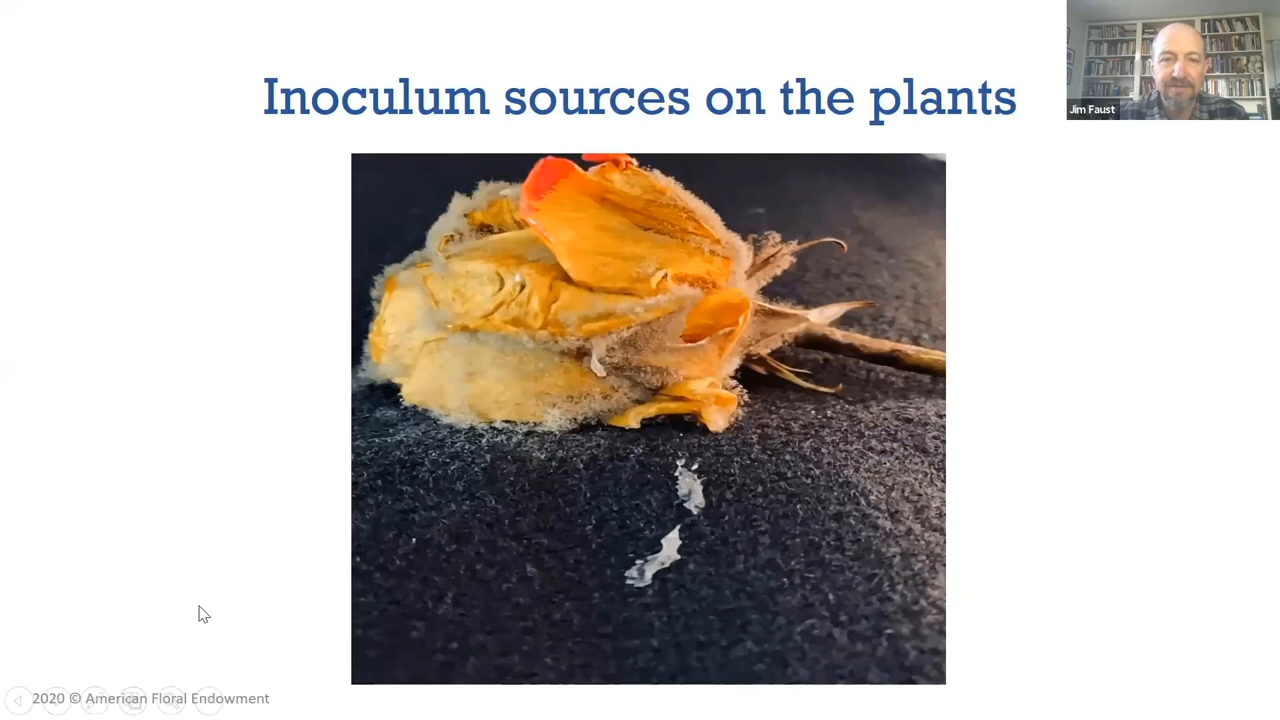 Inoculum sources on the plants
Jim Faust
2020 © American Floral Endowment